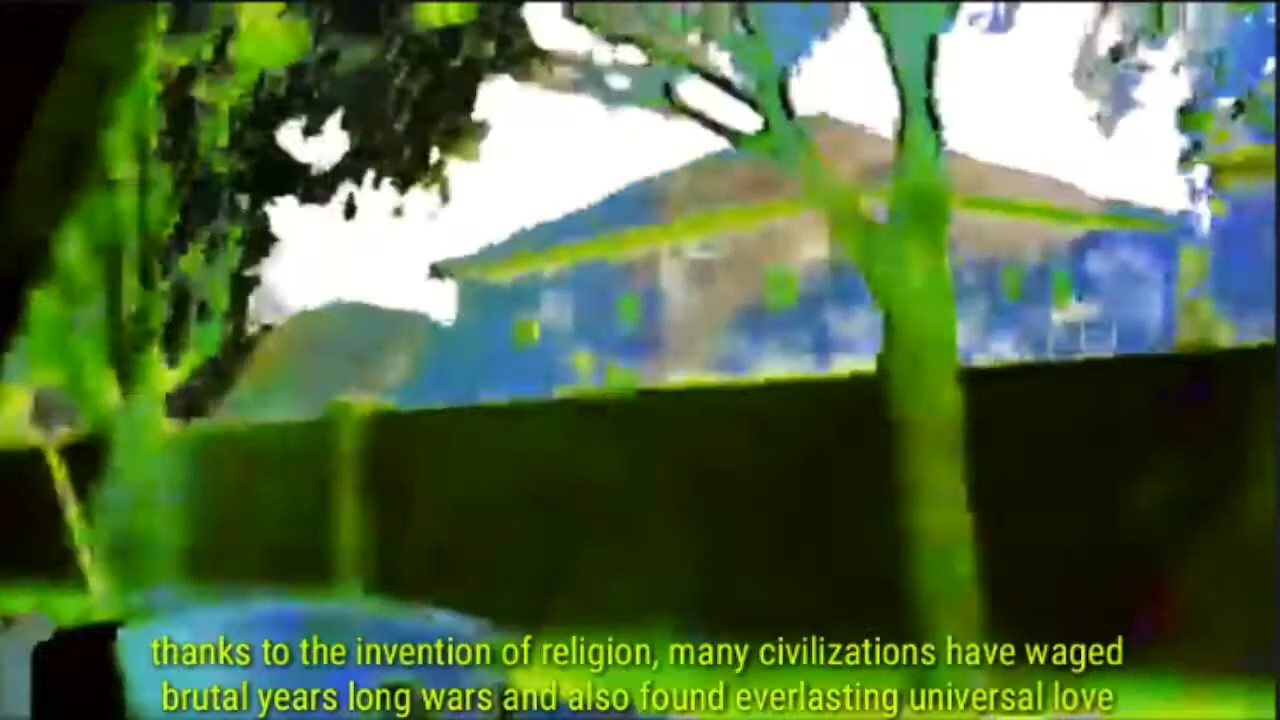 thanks to the invention of religion, many civilizations have waged
brutal years long wars and also found everlasting universal love